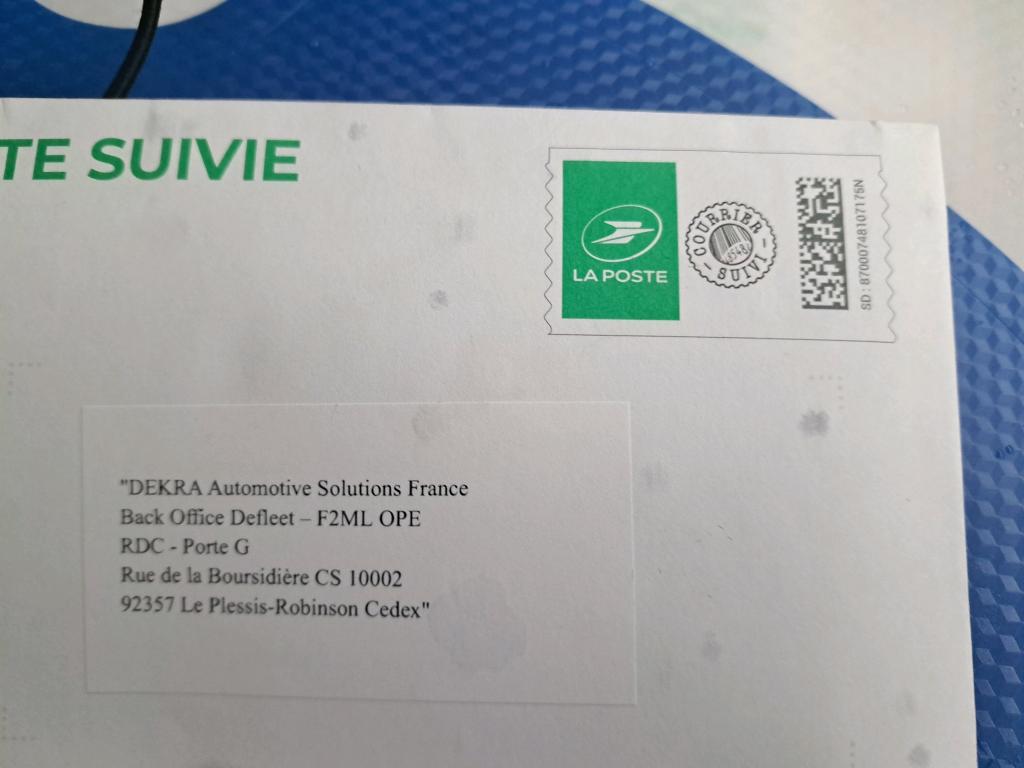 TE SUIVIE
LA POSTE
COURRIER
SUIVI
SD : 87000748107175N
"DEKRA Automotive Solutions France
Back Office Defleet – F2ML OPE
RDC - Porte G
Rue de la Boursidière CS 10002
92357 Le Plessis-Robinson Cedex"